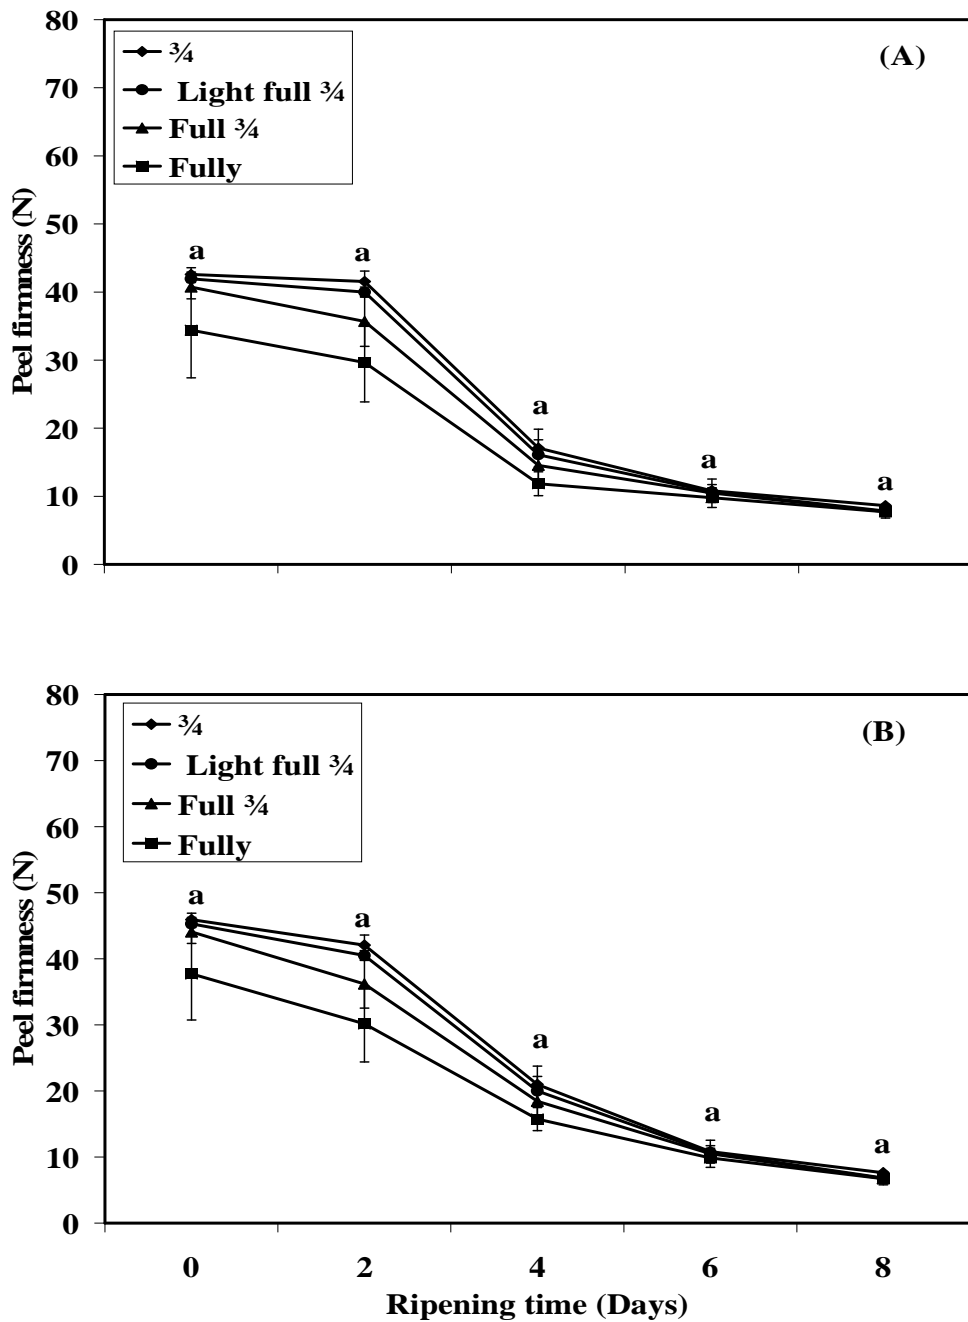 80
70
60
50
40
30
20
10
0
Peel firmness (N)
¾
Light full ¾
Full ¾
Fully
(A)
a
a
a
a
a
80
70
60
50
40
30
20
10
0
Peel firmness (N)
¾
Light full ¾
Full ¾
Fully
(B)
a
a
a
a
a
0 2 4 6 8
Ripening time (Days)